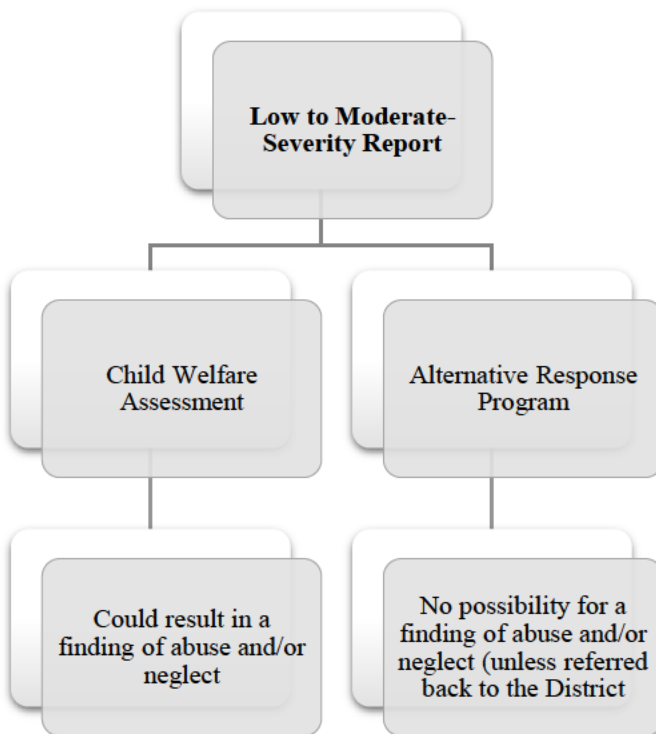 Low to Moderate-
Severity Report
Child Welfare
Assessment
Alternative Response
Program
Could result in a
finding of abuse and/or
neglect
No possibility for a
finding of abuse and/or
neglect (unless referred
back to the District